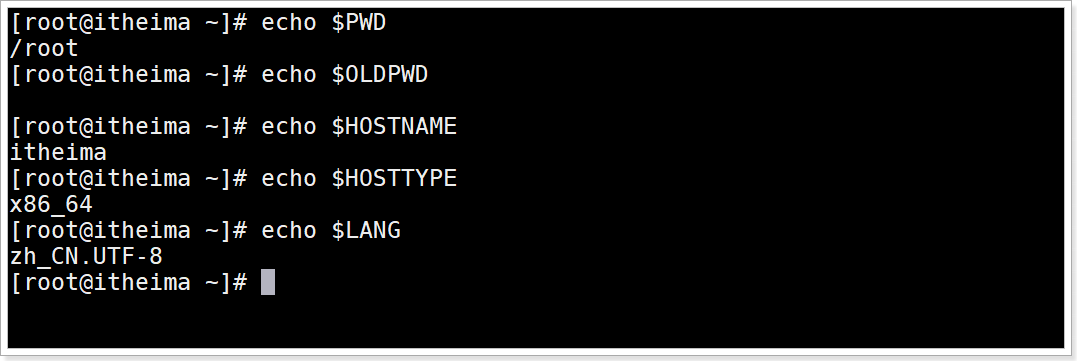 [root@itheima ~]# echo $PWD
/root
[root@itheima ~]# echo $OLDPWD

[root@itheima ~]# echo $HOSTNAME
itheima
[root@itheima ~]# echo $HOSTTYPE
x86_64
[root@itheima ~]# echo $LANG
zh_CN.UTF-8
[root@itheima ~]#